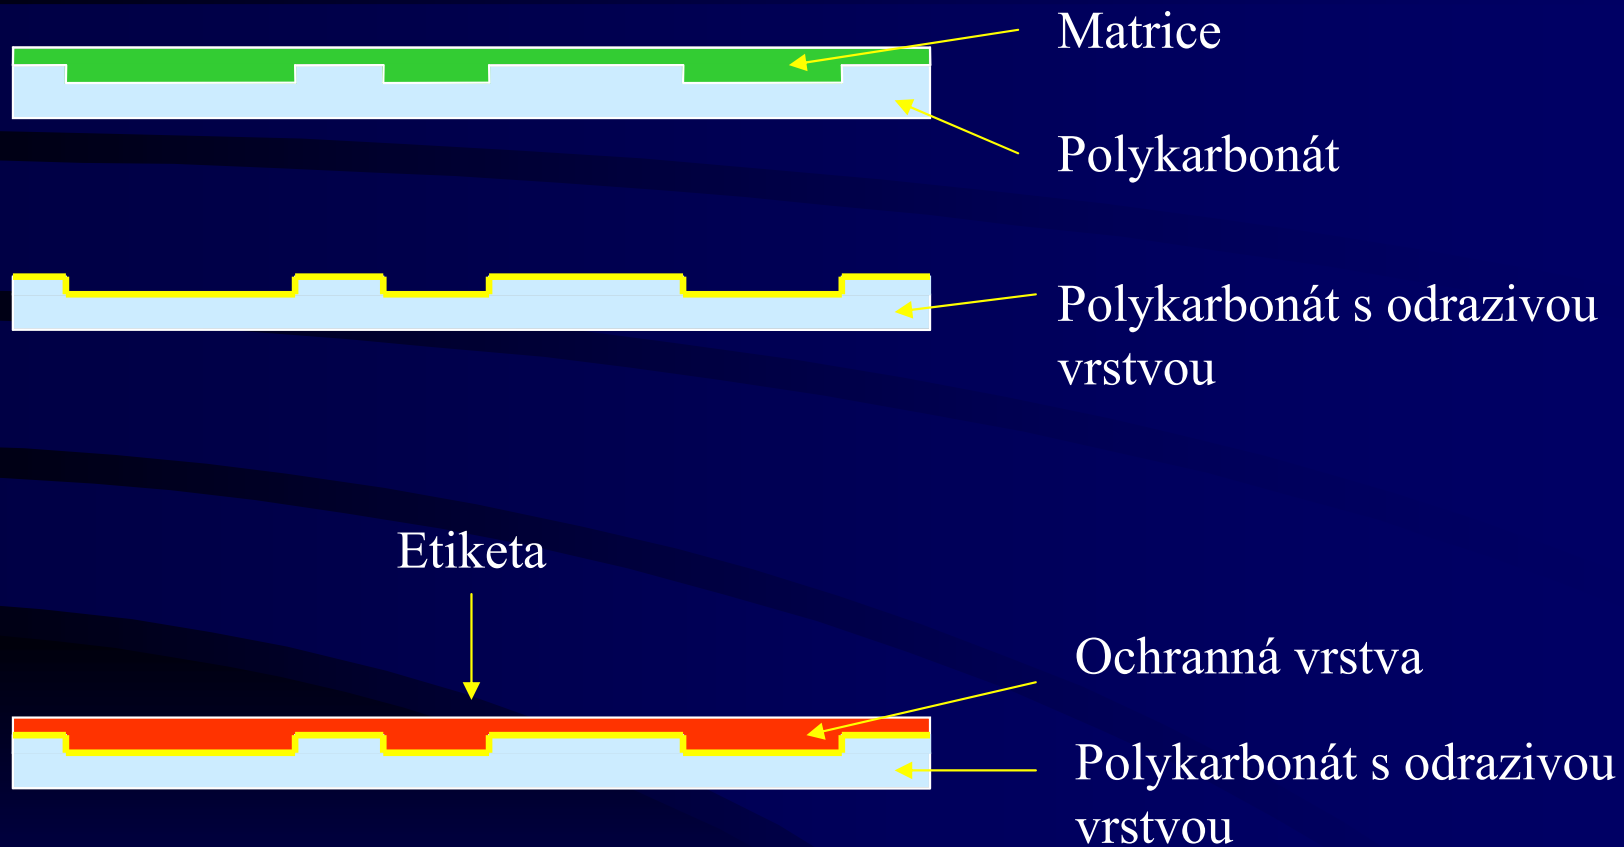 Matrice
Polykarbonát
Polykarbonát s odrazivou
vrstvou
Etiketa
Ochranná vrstva
Polykarbonát s odrazivou
vrstvou